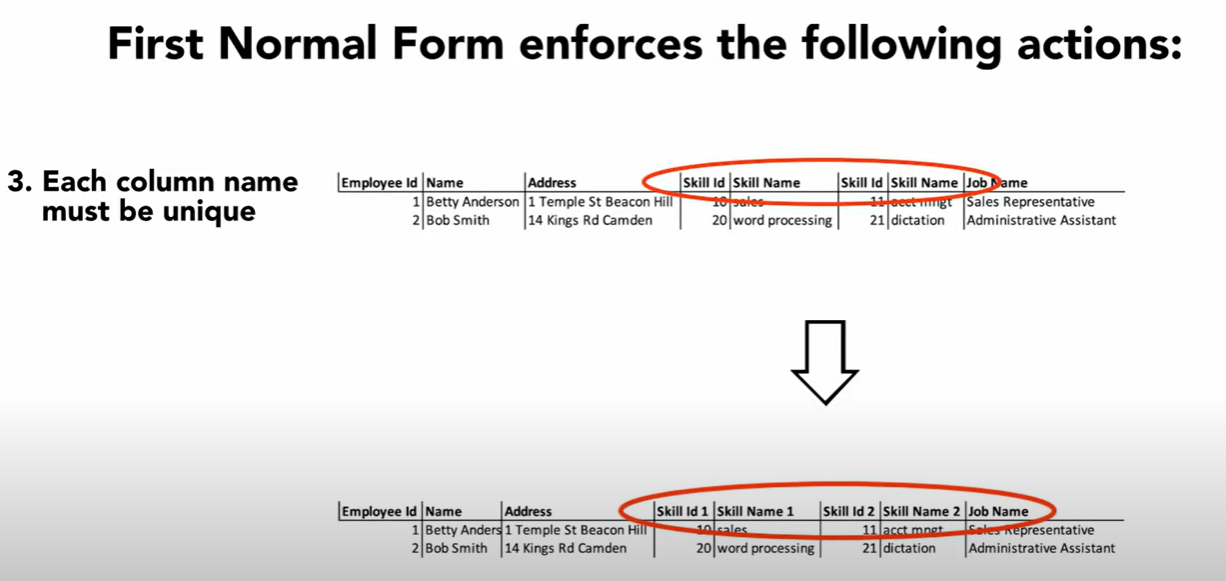 First Normal Form enforces the following actions:
3. Each column name
must be unique
Employee Id Name Address Skill Id Skill Name Skill Id Skill Name Job Name
1 Betty Anderson 1 Temple St Beacon Hill 10 sales 11 acct mngt Sales Representative
2 Bob Smith 14 Kings Rd Camden 20 word processing 21 dictation Administrative Assistant
Employee Id Name Address Skill Id 1 Skill Name 1 Skill Id 2 Skill Name 2 Job Name
1 Betty Anders 1 Temple St Beacon Hill 10 sales 11 acct mngt Sales Representative
2 Bob Smith 14 Kings Rd Camden 20 word processing 21 dictation Administrative Assistant